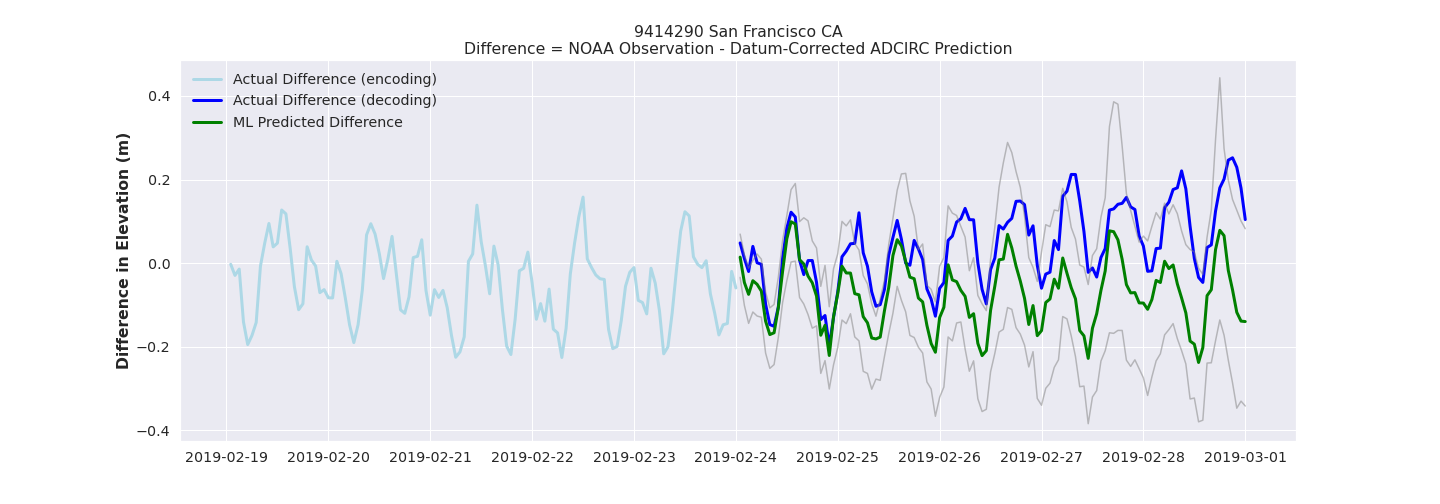 9414290 San Francisco CA
Difference = NOAA Observation - Datum-Corrected ADCIRC Prediction
Actual Difference (encoding)
Actual Difference (decoding)
ML Predicted Difference
Difference in Elevation (m)
0.4
0.2
0.0
−0.2
−0.4
2019-02-19 2019-02-20 2019-02-21 2019-02-22 2019-02-23 2019-02-24 2019-02-25 2019-02-26 2019-02-27 2019-02-28 2019-03-01